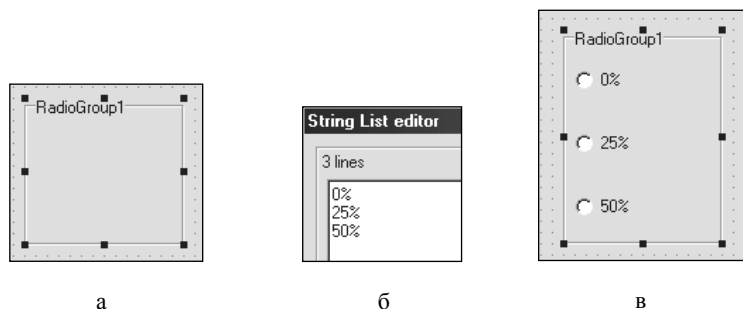 RadioGroup1
а
String List editor
3 lines
0%
25%
50%
б
RadioGroup1
0%
25%
50%
в